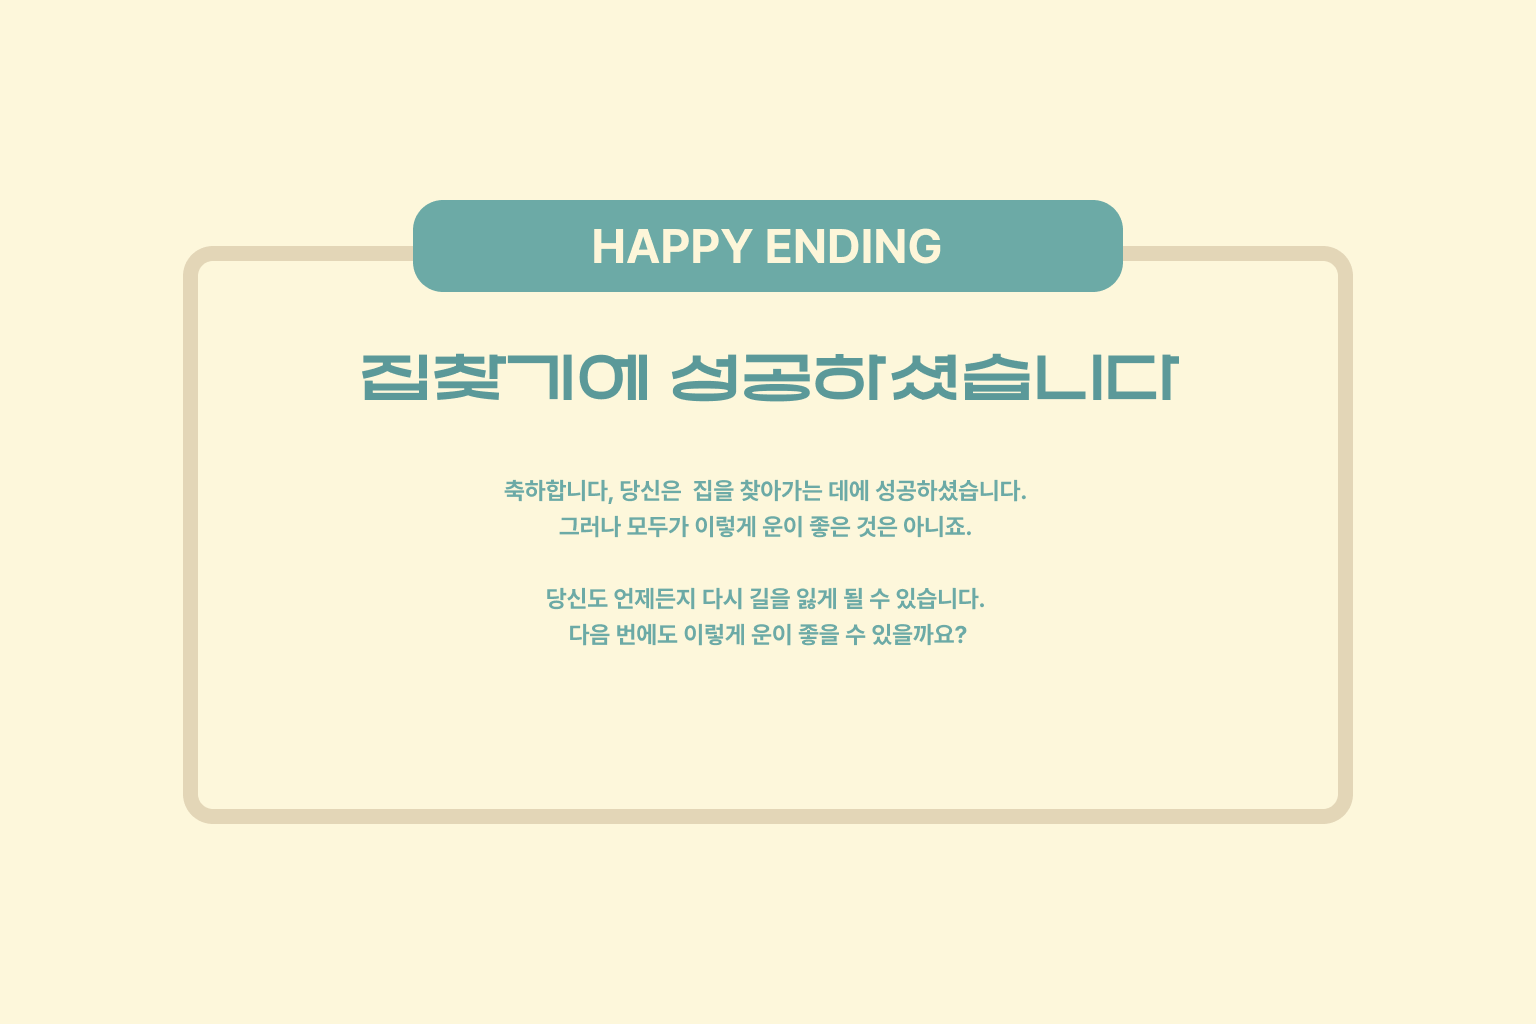 HAPPY ENDING
집찾기에 성공하셨습니다
축하합니다, 당신은  집을 찾아가는 데에 성공하셨습니다.
그러나 모두가 이렇게 운이 좋은 것은 아니죠.
당신도 언제든지 다시 길을 잃게 될 수 있습니다.
다음 번에도 이렇게 운이 좋을 수 있을까요?